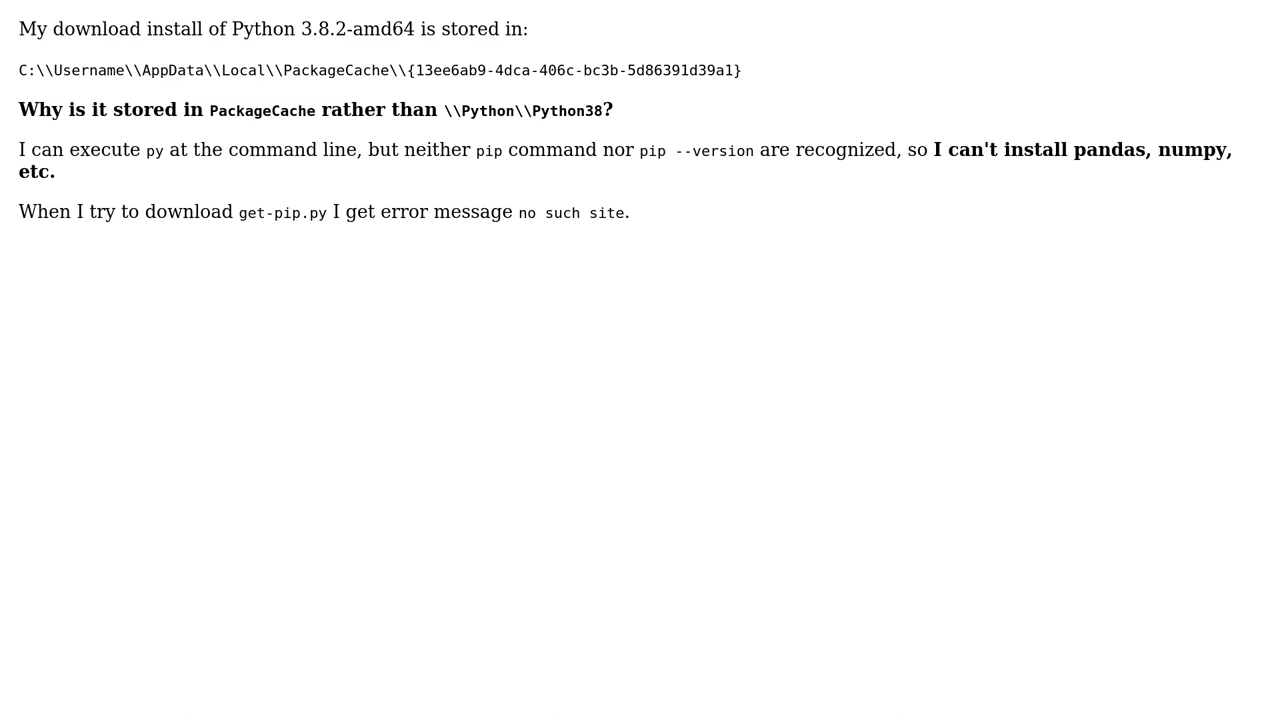 My download install of Python 3.8.2-amd64 is stored in:
C:\\Username\\AppData\\Local\\PackageCache\\{13ee6ab9-4dca-406c-bc3b-5d86391d39a1}
Why is it stored in PackageCache rather than \\Python\\Python38?
I can execute py at the command line, but neither pip command nor pip --version are recognized, so I can't install pandas, numpy,
etc.
When I try to download get-pip.py I get error message no such site.